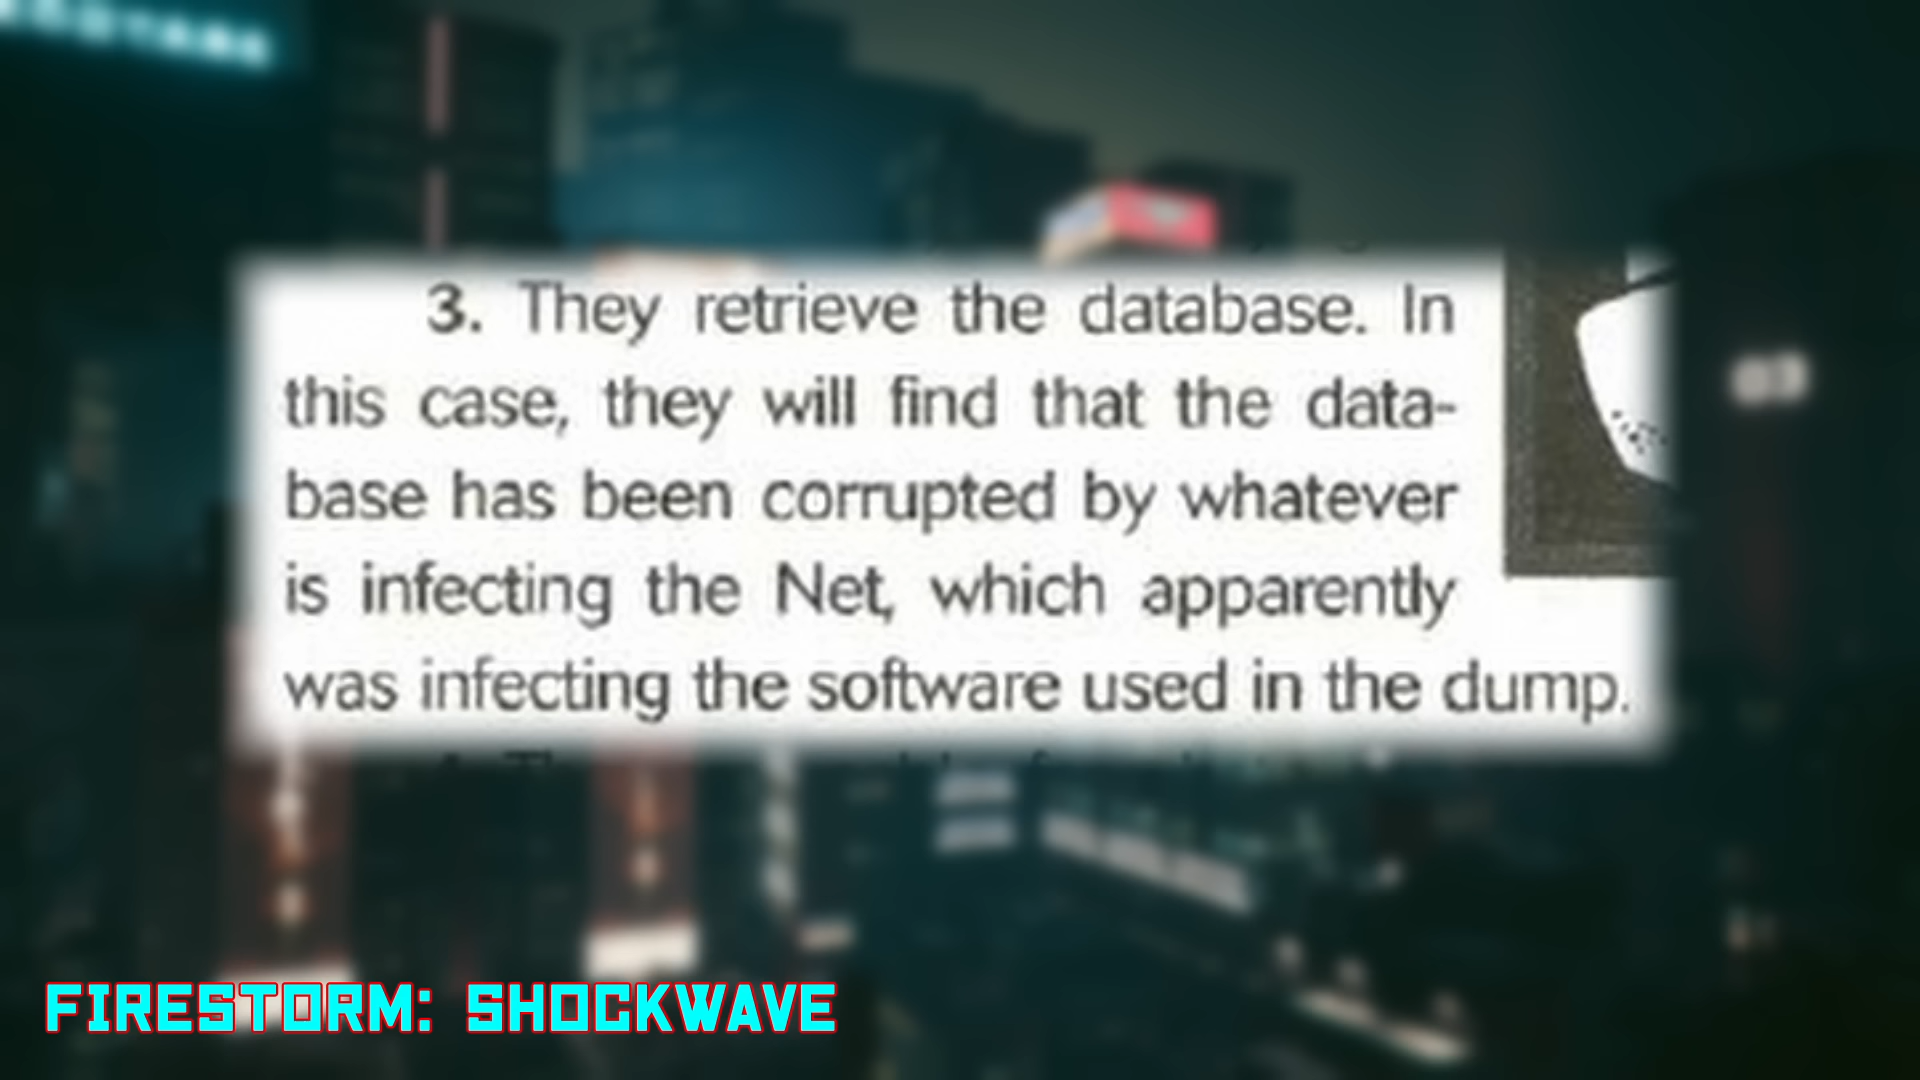 3. They retrieve the database. In
this case, they will find that the data-
base has been corrupted by whatever
is infecting the Net, which apparently
was infecting the software used in the dump.
FIRESTORM: SHOCKWAVE